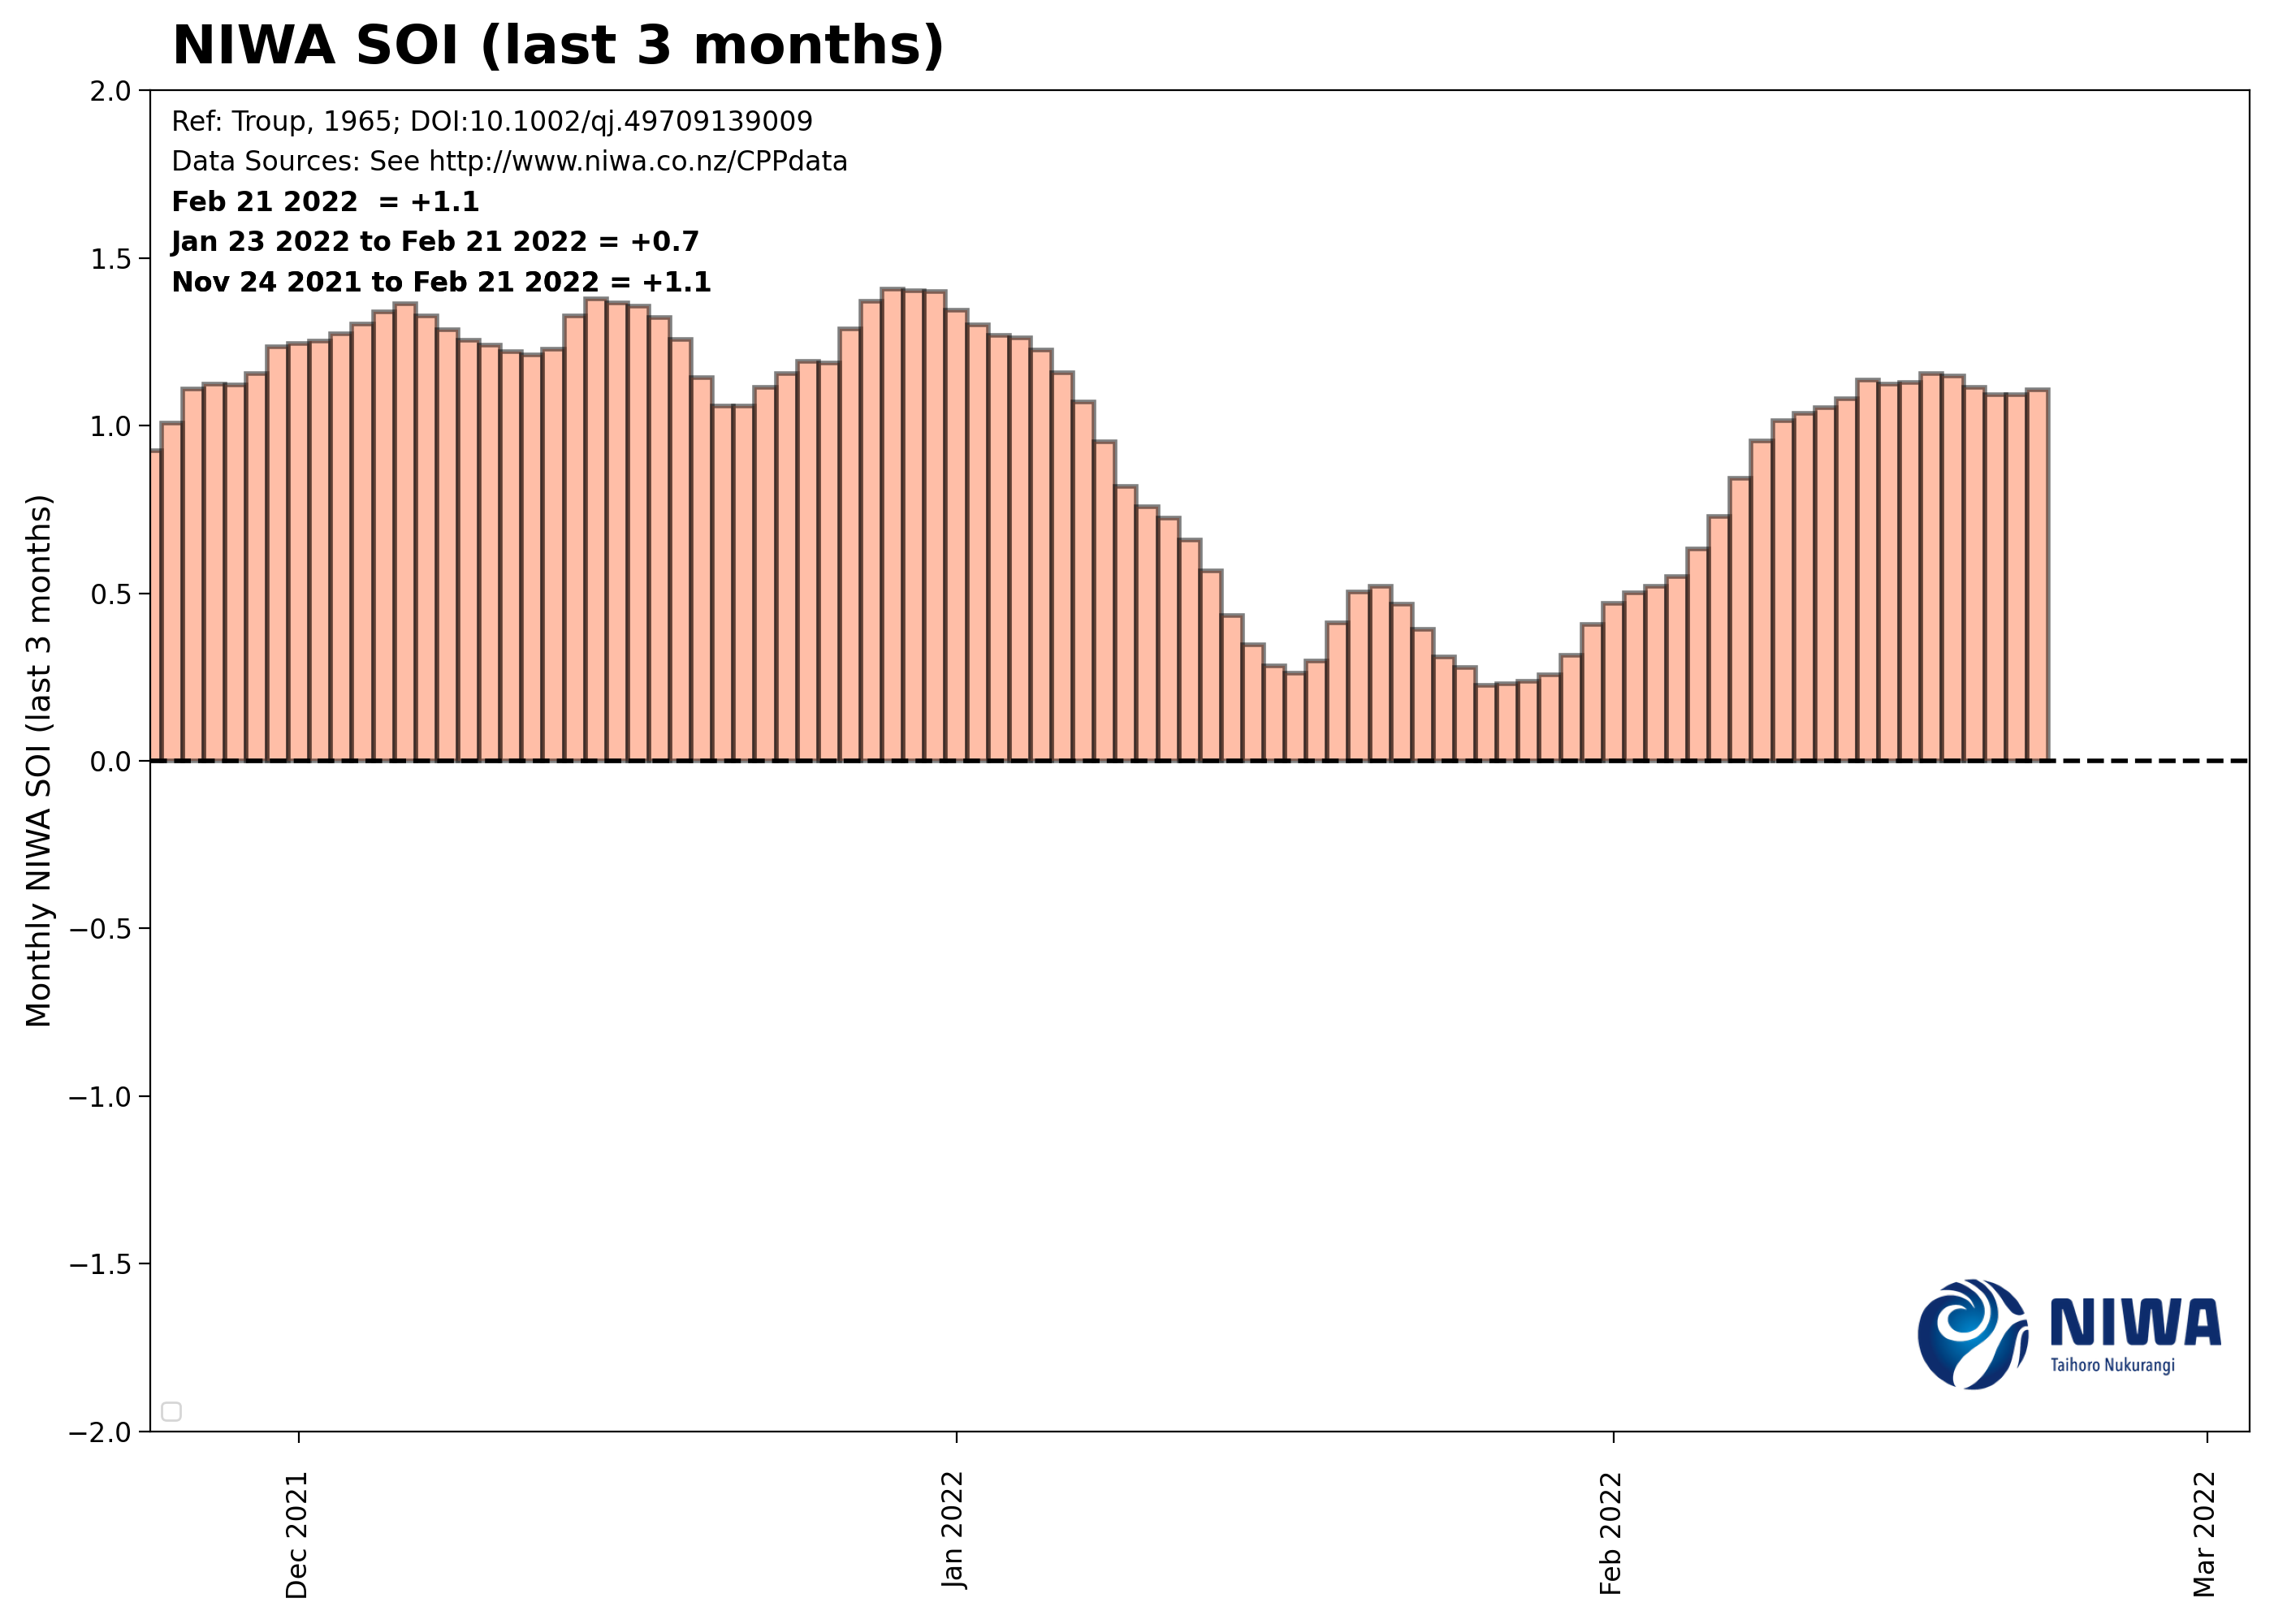 NIWA SOI (last 3 months)
Ref: Troup, 1965; DOI:10.1002/qj.49709139009
Data Sources: See http://www.niwa.co.nz/CPPdata
Feb 21 2022  = +1.1
Jan 23 2022 to Feb 21 2022 = +0.7
Nov 24 2021 to Feb 21 2022 = +1.1
Monthly NIWA SOI (last 3 months)
2.0
1.5
1.0
0.5
0.0
−0.5
−1.0
−1.5
−2.0
Dec 2021
Jan 2022
Feb 2022
Mar 2022
NIWA
Taihoro Nukurangi